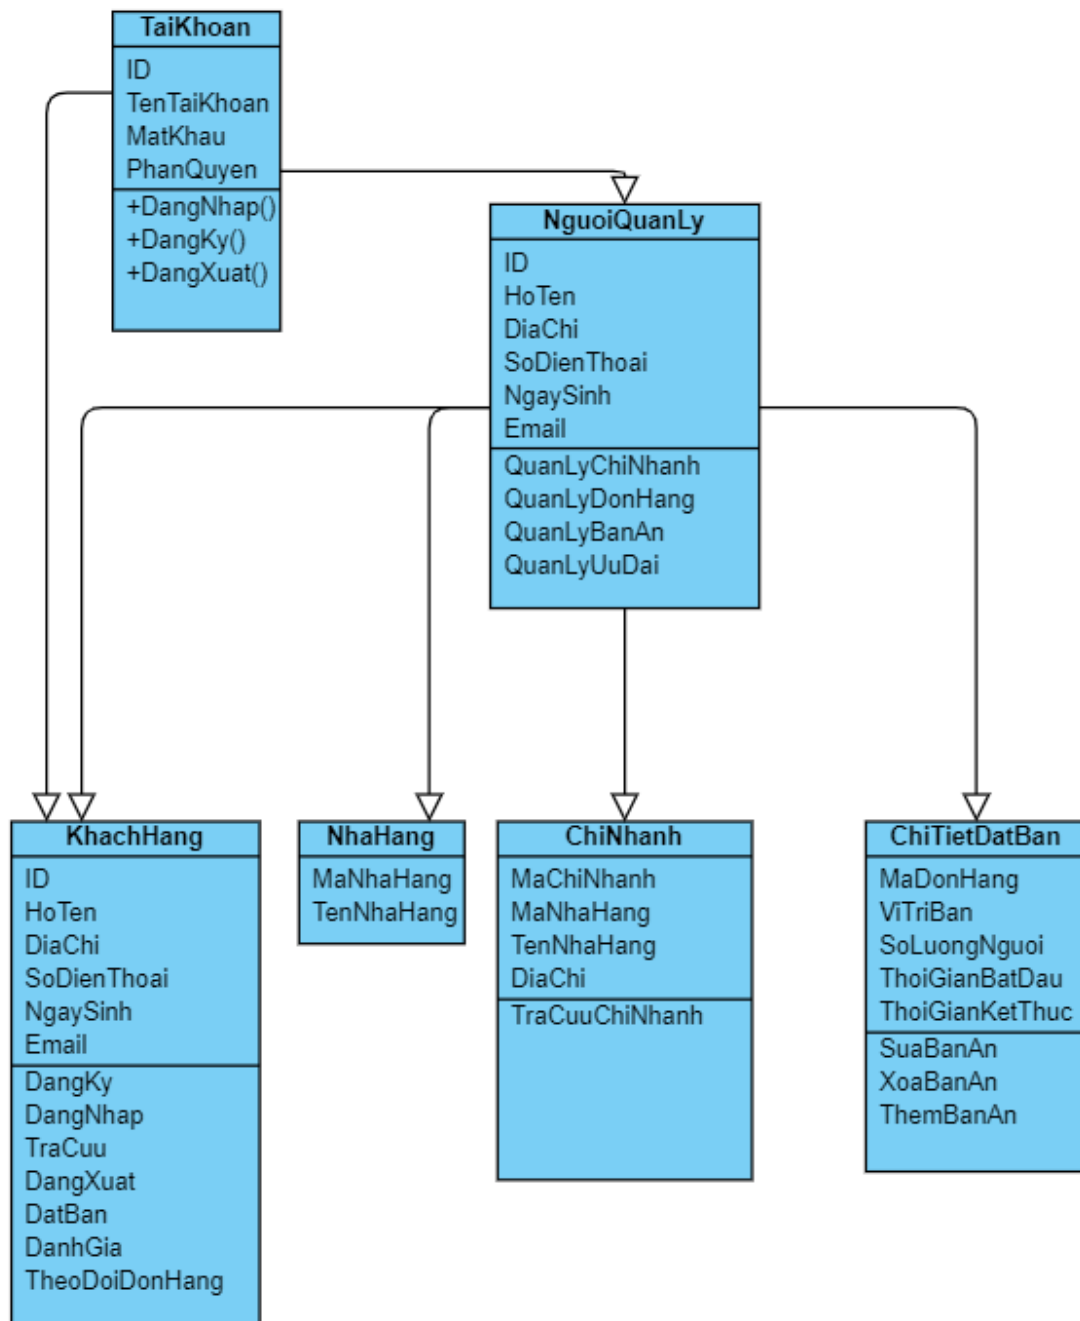 TaiKhoan
ID
TenTaiKhoan
MatKhau
PhanQuyen
+DangNhap()
+DangKy()
+DangXuat()
NguoiQuanLy
ID
HoTen
DiaChi
SoDienThoai
NgaySinh
Email
QuanLyChiNhanh
QuanLyDonHang
QuanLyBanAn
QuanLyUuDai
KhachHang
ID
HoTen
DiaChi
SoDienThoai
NgaySinh
Email
DangKy
DangNhap
TraCuu
DangXuat
DatBan
DanhGia
TheoDoiDonHang
NhaHang
MaNhaHang
TenNhaHang
ChiNhanh
MaChiNhanh
MaNhaHang
TenNhaHang
DiaChi
TraCuuChiNhanh
ChiTietDatBan
MaDonHang
ViTriBan
SoLuongNguoi
ThoiGianBatDau
ThoiGianKetThuc
SuaBanAn
XoaBanAn
ThemBanAn